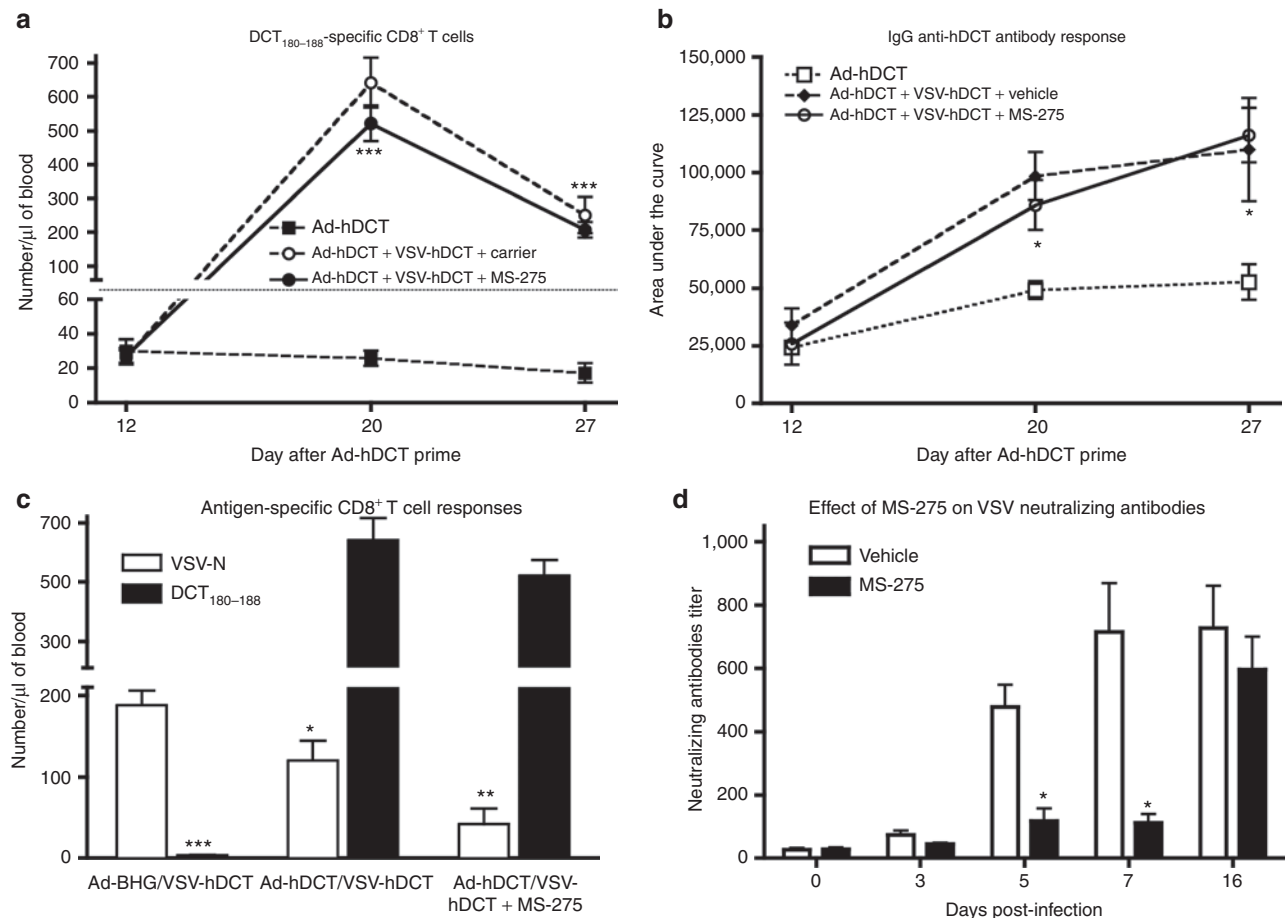 a
DCT180–188-specific CD8+ T cells
Number/µl of blood
700
600
500
400
300
200
100
60
40
20
0
***
***
Ad-hDCT
Ad-hDCT + VSV-hDCT + carrier
Ad-hDCT + VSV-hDCT + MS-275
12
20
27
Day after Ad-hDCT prime
b
IgG anti-hDCT antibody response
Area under the curve
150,000
125,000
100,000
75,000
50,000
25,000
0
Ad-hDCT
Ad-hDCT + VSV-hDCT + vehicle
Ad-hDCT + VSV-hDCT + MS-275
*
*
12
20
27
Day after Ad-hDCT prime
c
Antigen-specific CD8+ T cell responses
Number/µl of blood
700
500
300
200
100
0
VSV-N
DCT180–188
***
*
**
Ad-BHG/VSV-hDCT
Ad-hDCT/VSV-hDCT
Ad-hDCT/VSV-
hDCT + MS-275
d
Effect of MS-275 on VSV neutralizing antibodies
Neutralizing antibodies titer
1,000
800
600
400
200
0
Vehicle
MS-275
*
*
0
3
5
7
16
Days post-infection